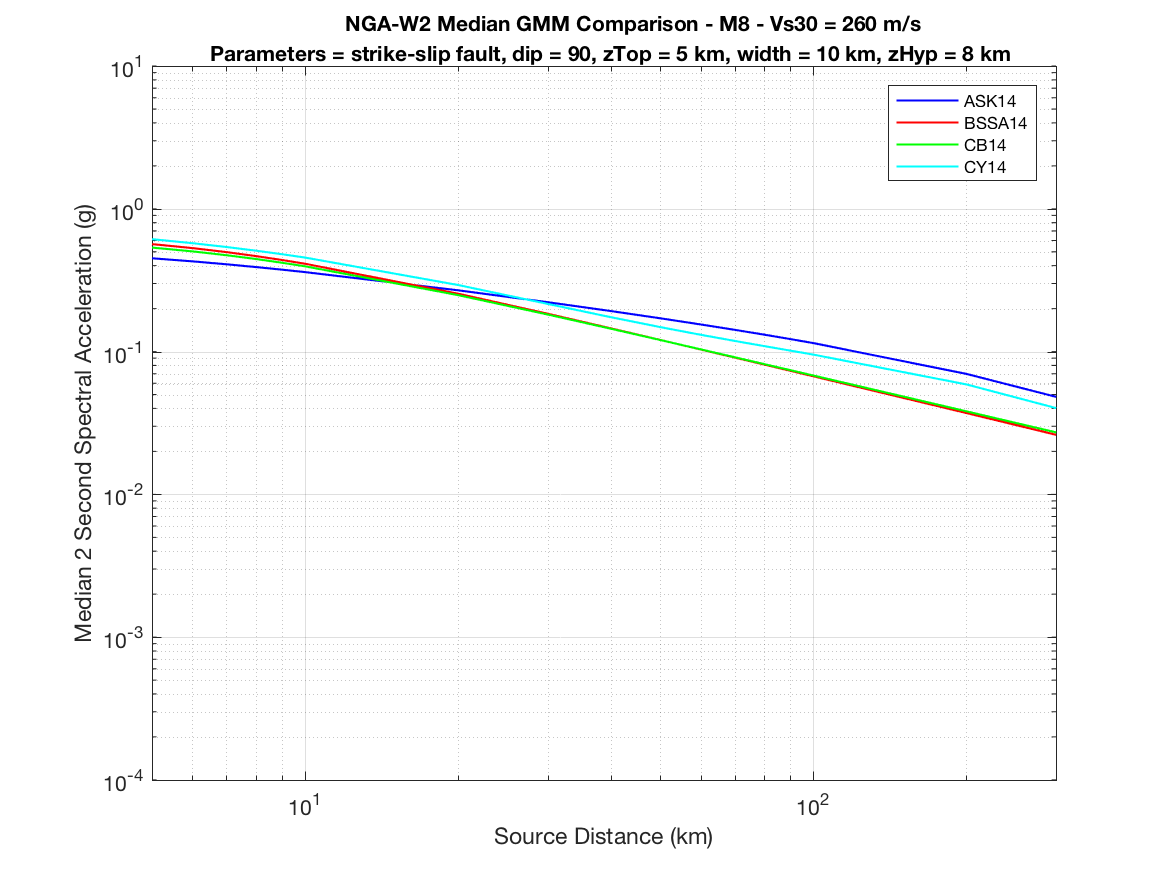 NGA-W2 Median GMM Comparison - M8 - Vs30 = 260 m/s
Parameters = strike-slip fault, dip = 90, zTop = 5 km, width = 10 km, zHyp = 8 km
ASK14
BSSA14
CB14
CY14
10^1
10^0
10^-1
10^-2
10^-3
10^-4
Median 2 Second Spectral Acceleration (g)
10^1 10^2
Source Distance (km)